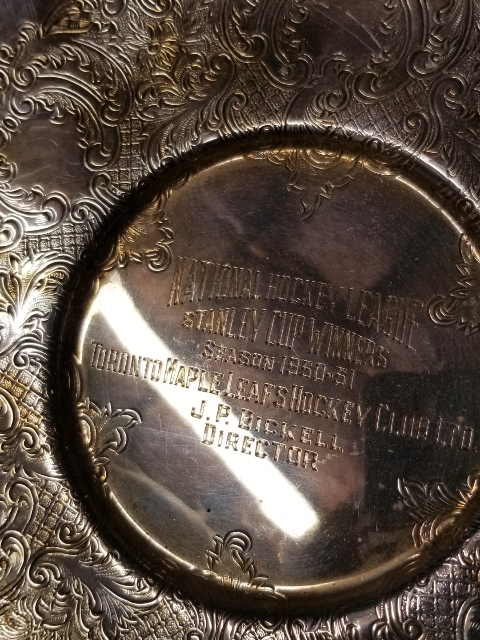 NATIONAL HOCKEY LEAGUE
STANLEY CUP WINNERS
SEASON 1950-51
TORONTO MAPLE LEAFS HOCKEY CLUB LTD.
J. P. BICKELL
DIRECTOR